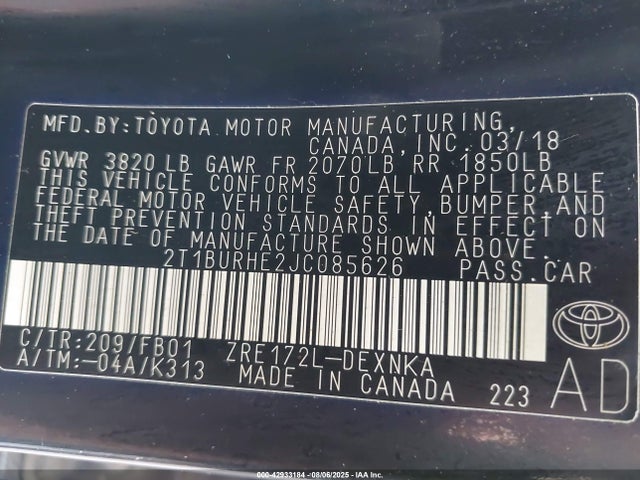 MFD.BY:TOYOTA MOTOR MANUFACTURING,
CANADA, INC. 03/18
GVWR 3820 LB GAWR FR 2070LB RR 1850LB
THIS VEHICLE CONFORMS TO ALL APPLICABLE
FEDERAL MOTOR VEHICLE SAFETY, BUMPER, AND
THEFT PREVENTION STANDARDS IN EFFECT ON
THE DATE OF MANUFACTURE SHOWN ABOVE.
2T1BURHE2JC085626 PASS.CAR
C/TR:209/FB01 ZRE172L-DEXNKA
A/TM:-04A/K313 MADE IN CANADA 223 AD
000-42933184 - 08/06/2025 - IAA Inc.